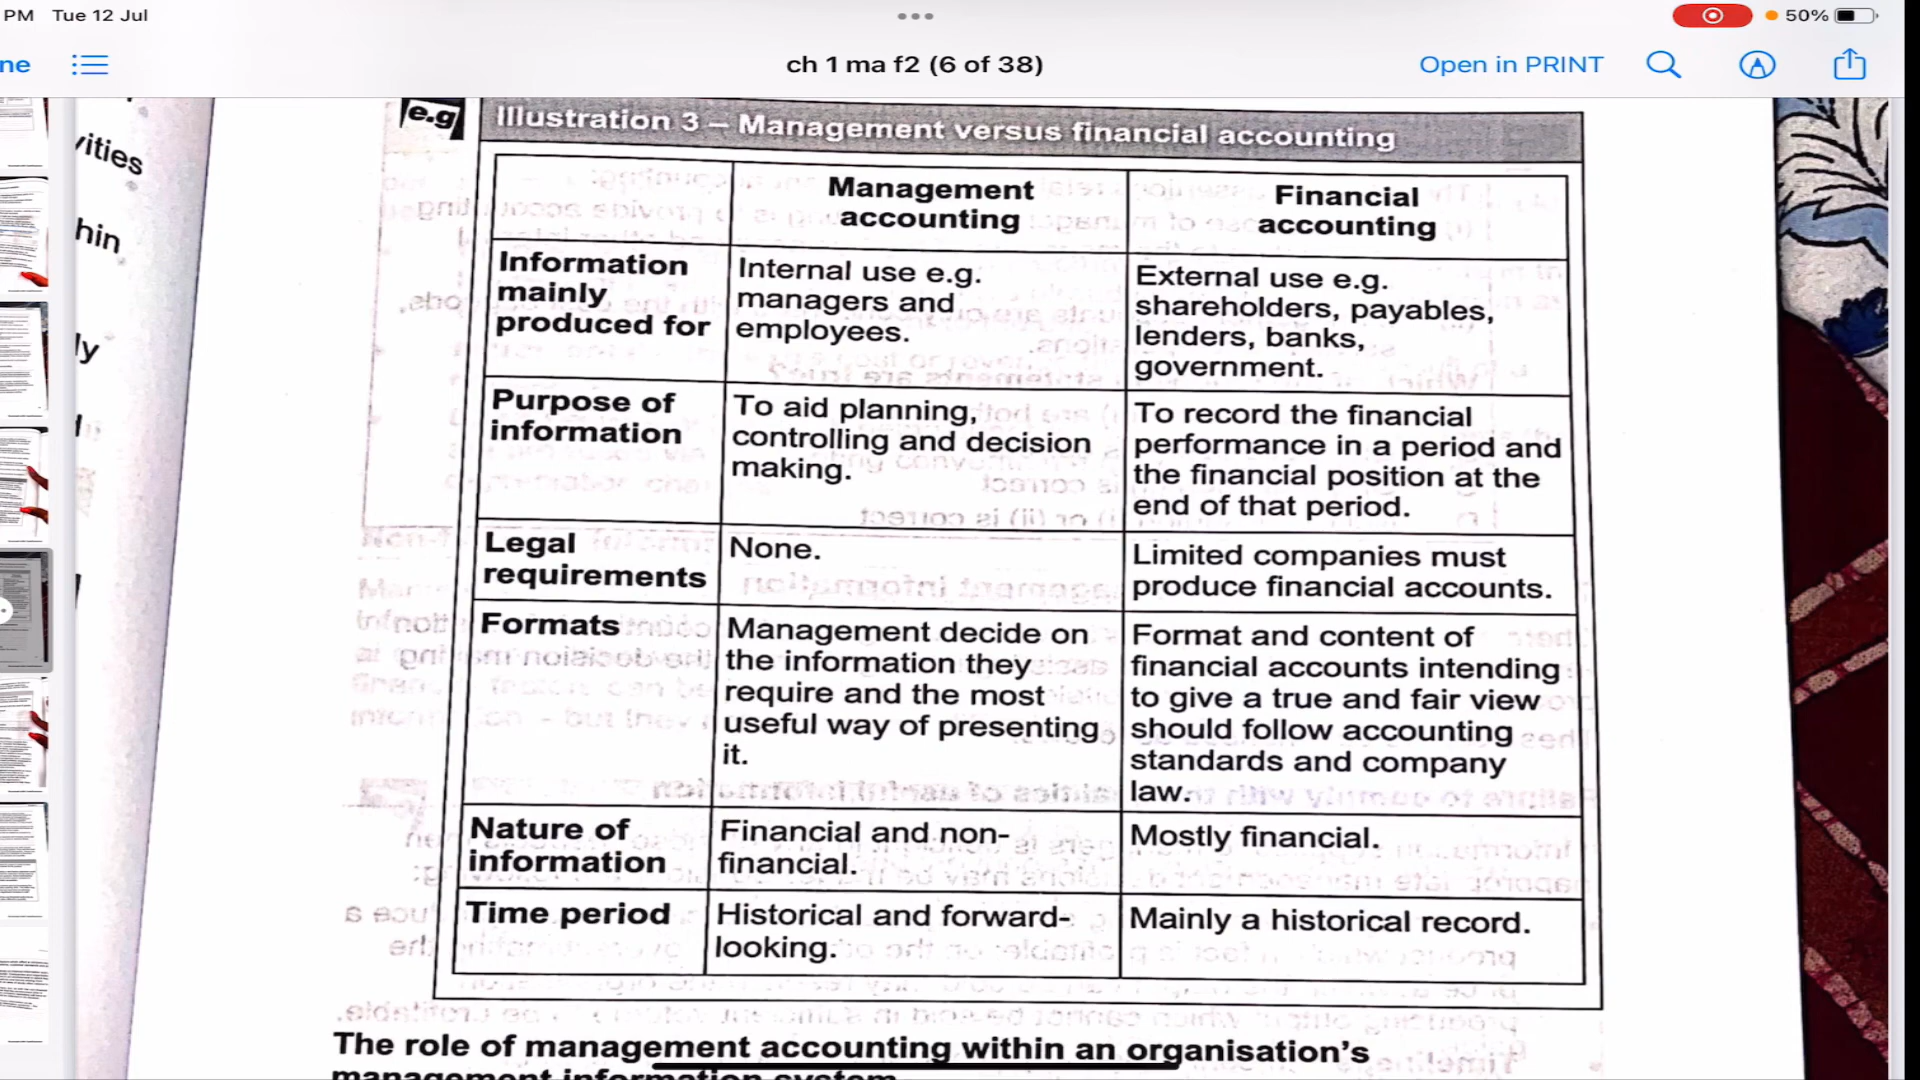 PM Tue 12 Jul
50%
ne
ch 1 ma f2 (6 of 38)
Open in PRINT
vities
hin
ly
e.g
Illustration 3 – Management versus financial accounting
Management accounting
Financial accounting
Information mainly produced for
Internal use e.g. managers and employees.
External use e.g. shareholders, payables, lenders, banks, government.
Purpose of information
To aid planning, controlling and decision making.
To record the financial performance in a period and the financial position at the end of that period.
Legal requirements
None.
Limited companies must produce financial accounts.
Formats
Management decide on the information they require and the most useful way of presenting it.
Format and content of financial accounts intending to give a true and fair view should follow accounting standards and company law.
Nature of information
Financial and non-financial.
Mostly financial.
Time period
Historical and forward-looking.
Mainly a historical record.
The role of management accounting within an organisation's
management information system